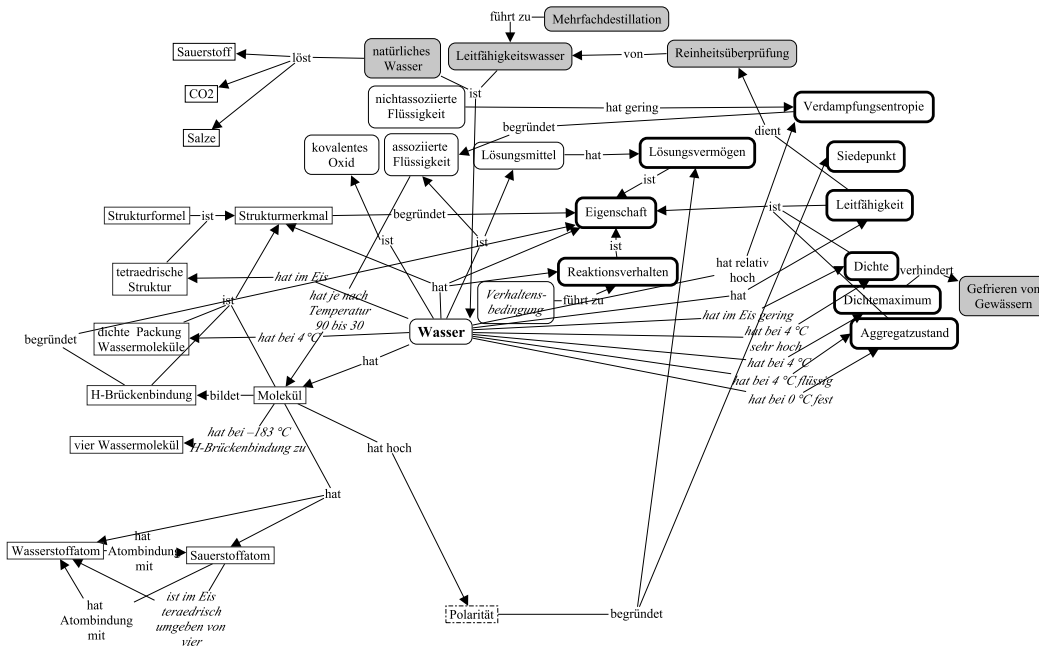 führt zu
Mehrfachdestillation
Sauerstoff
löst
natürliches
Wasser
Leitfähigkeitswasser
von
Reinheitsüberprüfung
CO2
ist
nichtassoziierte
Flüssigkeit
hat gering
Verdampfungsentropie
Salze
begründet
dient
kovalentes
Oxid
assoziierte
Flüssigkeit
Lösungsmittel
hat
Lösungsvermögen
Siedepunkt
ist
Strukturformel
ist
Strukturmerkmal
begründet
Eigenschaft
ist
Leitfähigkeit
ist
ist
ist
tetraedrische
Struktur
hat im Eis
hat
Reaktionsverhalten
hat relativ
hoch
Dichte
verhindert
ist
hat je nach
Temperatur
90 bis 30
Verhaltens-
bedingung
führt zu
hat
Dichtemaximum
Gefrieren von
Gewässern
hat im Eis gering
dichte Packung
Wassermoleküle
hat bei 4 °C
Wasser
hat bei 4 °C
sehr hoch
Aggregatzustand
begründet
hat
hat bei 4 °C
hat bei 4 °C flüssig
H-Brückenbindung
bildet
Molekül
hat bei 0 °C fest
vier Wassermolekül
hat bei –183 °C
H-Brückenbindung zu
hat hoch
hat
Wasserstoffatom
hat
Atombindung
mit
Sauerstoffatom
hat
Atombindung
mit
ist im Eis
teraedrisch
umgeben von
vier
Polarität
begründet